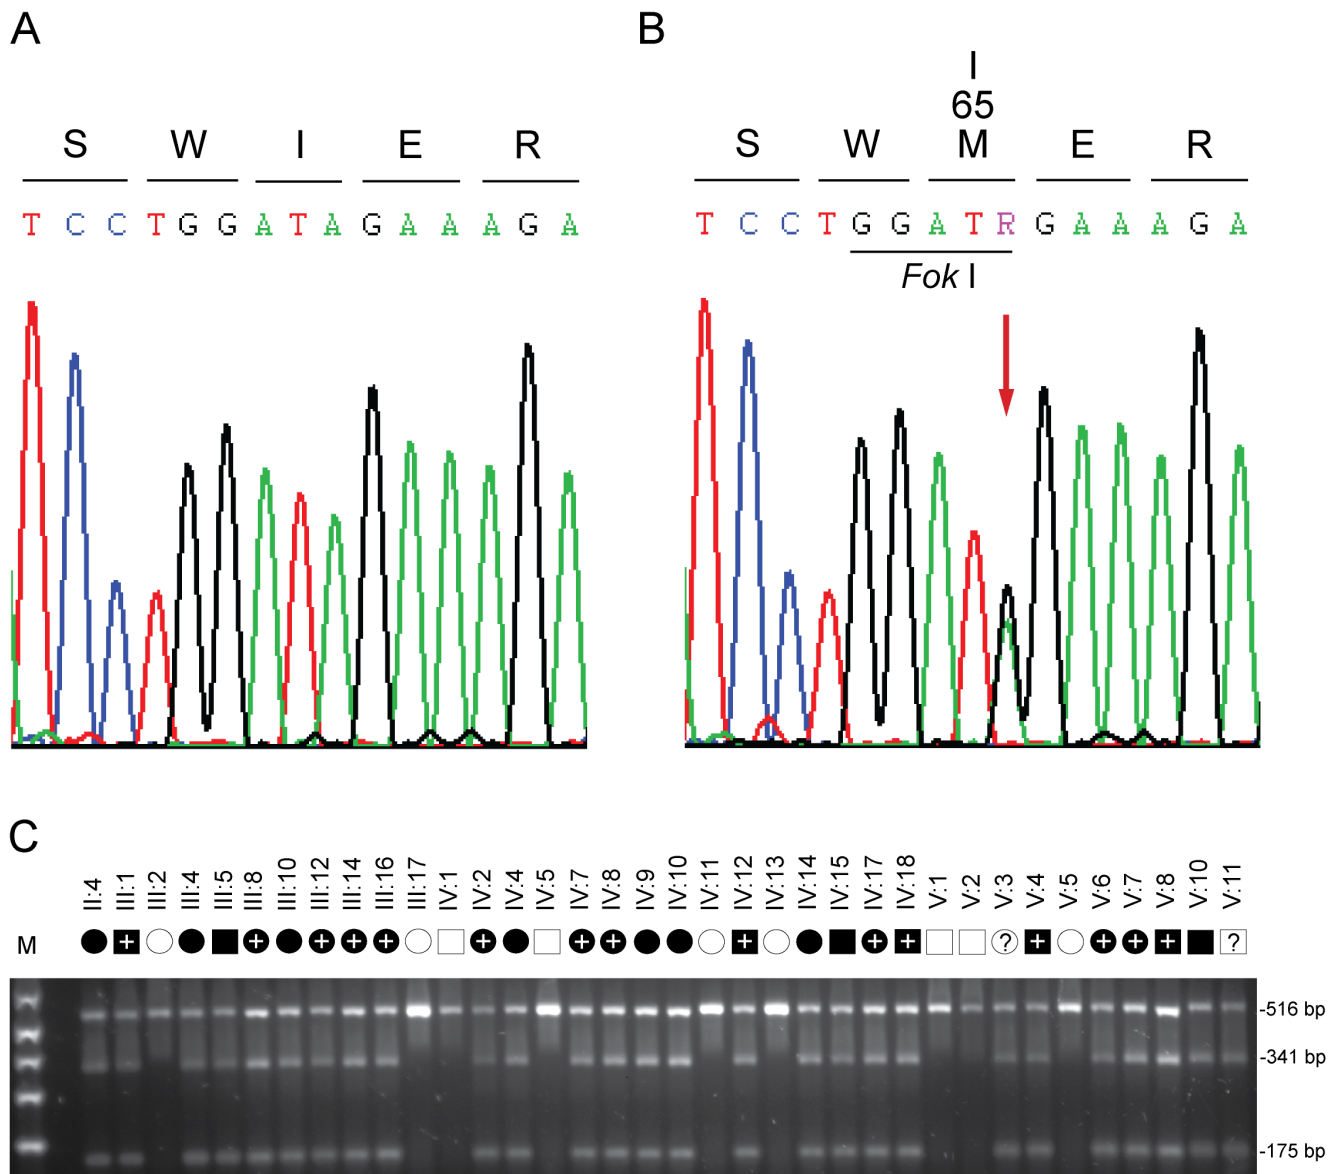 A
B
I
65
S W I E R
S W M E R
T C C T G G A T A G A A A G A
T C C T G G A T R G A A A G A
Fok I
C
II:4 III:1 III:2 III:4 III:5 III:8 III:10 III:12 III:14 III:16 III:17 IV:1 IV:2 IV:4 IV:5 IV:7 IV:8 IV:9 IV:10 IV:11 IV:12 IV:13 IV:14 IV:15 IV:17 IV:18 V:1 V:2 V:3 V:4 V:5 V:6 V:7 V:8 V:10 V:11
M + + + + + + + + + + + + ? + + + + ?
-516 bp
-341 bp
-175 bp